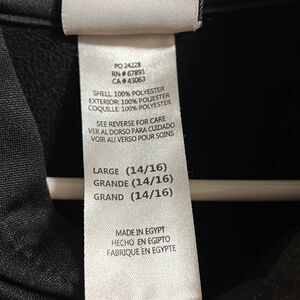 PO 24228
RN # 67891
CA # 43063
SHELL: 100% POLYESTER
EXTERIOR: 100% POLIESTER
COQUILLE: 100% POLYESTER
SEE REVERSE FOR CARE
VER AL DORSO PARA CUIDADO
VOIR AU VERSO POUR SOINS
LARGE (14/16)
GRANDE (14/16)
GRAND (14/16)
MADE IN EGYPT
HECHO EN EGIPTO
FABRIQUE EN EGYPTE